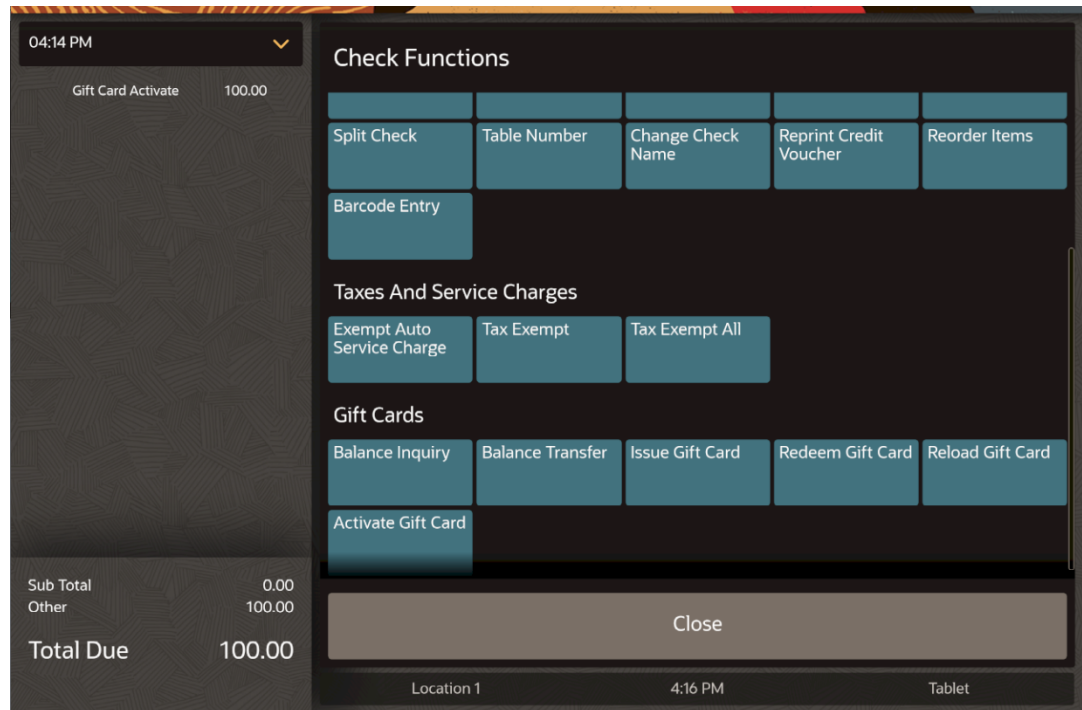 04:14 PM
Gift Card Activate 100.00
Sub Total 0.00
Other 100.00
Total Due 100.00
Check Functions
Split Check
Table Number
Change Check
Name
Reprint Credit
Voucher
Reorder Items
Barcode Entry
Taxes And Service Charges
Exempt Auto
Service Charge
Tax Exempt
Tax Exempt All
Gift Cards
Balance Inquiry
Balance Transfer
Issue Gift Card
Redeem Gift Card
Reload Gift Card
Activate Gift Card
Close
Location 1
4:16 PM
Tablet